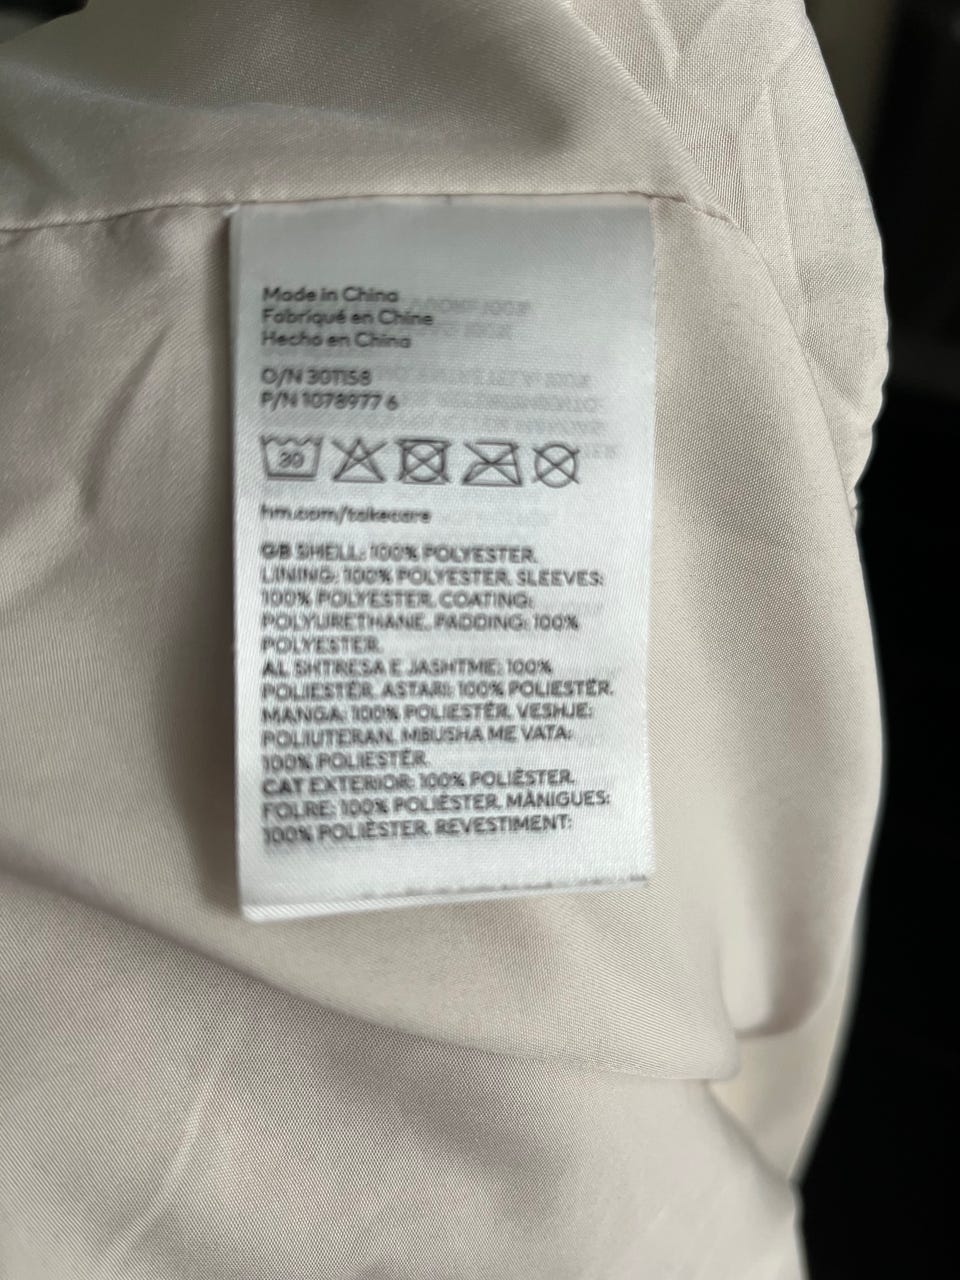 Made in China
Fabriqué en Chine
Hecho en China
O/N 301158
P/N 1078977 6
30
hm.com/takecare
GB SHELL: 100% POLYESTER.
LINING: 100% POLYESTER. SLEEVES:
100% POLYESTER. COATING:
POLYURETHANE. PADDING: 100%
POLYESTER.
AL SHTRESA E JASHTME: 100%
POLIESTËR. ASTARI: 100% POLIESTËR.
MANGA: 100% POLIESTËR. VESHJE:
POLIUTERAN. MBUSHA ME VATA:
100% POLIESTËR.
CAT EXTERIOR: 100% POLIÈSTER.
FOLRE: 100% POLIÈSTER. MÀNIGUES:
100% POLIÈSTER. REVESTIMENT: